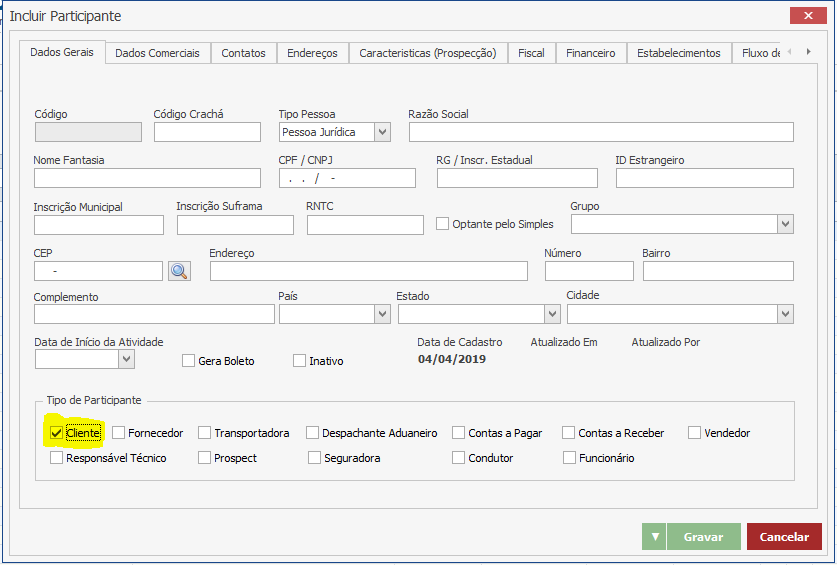 Incluir Participante
Dados Gerais Dados Comerciais Contatos Endereços Caracteristicas (Prospecção) Fiscal Financeiro Estabelecimentos Fluxo de
Código Código Crachá Tipo Pessoa Razão Social
Pessoa Jurídica
Nome Fantasia CPF / CNPJ RG / Inscr. Estadual ID Estrangeiro
. . / -
Inscrição Municipal Inscrição Suframa RNTC Optante pelo Simples Grupo
CEP Endereço Número Bairro
-
Complemento País Estado Cidade
Data de Início da Atividade Gera Boleto Inativo Data de Cadastro Atualizado Em Atualizado Por
04/04/2019
Tipo de Participante
Cliente Fornecedor Transportadora Despachante Aduaneiro Contas a Pagar Contas a Receber Vendedor
Responsável Técnico Prospect Seguradora Condutor Funcionário
Gravar Cancelar